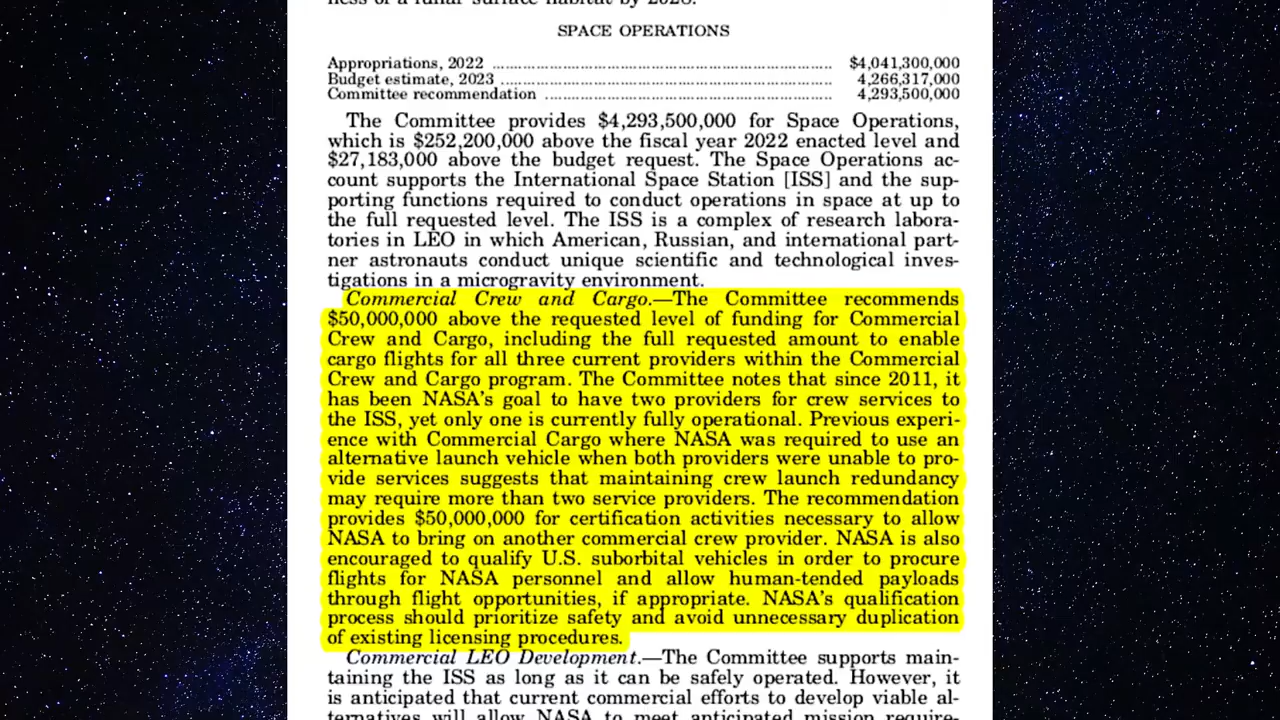 ness of a lunar surface habitat by 2028.
SPACE OPERATIONS
Appropriations, 2022 ............................................................... $4,041,300,000
Budget estimate, 2023 ............................................................. 4,266,317,000
Committee recommendation ..................................................... 4,293,500,000
The Committee provides $4,293,500,000 for Space Operations,
which is $252,200,000 above the fiscal year 2022 enacted level and
$27,183,000 above the budget request. The Space Operations ac-
count supports the International Space Station [ISS] and the sup-
porting functions required to conduct operations in space at up to
the full requested level. The ISS is a complex of research labora-
tories in LEO in which American, Russian, and international part-
ner astronauts conduct unique scientific and technological inves-
tigations in a microgravity environment.
Commercial Crew and Cargo.—The Committee recommends
$50,000,000 above the requested level of funding for Commercial
Crew and Cargo, including the full requested amount to enable
cargo flights for all three current providers within the Commercial
Crew and Cargo program. The Committee notes that since 2011, it
has been NASA's goal to have two providers for crew services to
the ISS, yet only one is currently fully operational. Previous experi-
ence with Commercial Cargo where NASA was required to use an
alternative launch vehicle when both providers were unable to pro-
vide services suggests that maintaining crew launch redundancy
may require more than two service providers. The recommendation
provides $50,000,000 for certification activities necessary to allow
NASA to bring on another commercial crew provider. NASA is also
encouraged to qualify U.S. suborbital vehicles in order to procure
flights for NASA personnel and allow human-tended payloads
through flight opportunities, if appropriate. NASA's qualification
process should prioritize safety and avoid unnecessary duplication
of existing licensing procedures.
Commercial LEO Development.—The Committee supports main-
taining the ISS as long as it can be safely operated. However, it
is anticipated that current commercial efforts to develop viable al-
ternatives will allow NASA to meet anticipated mission require-